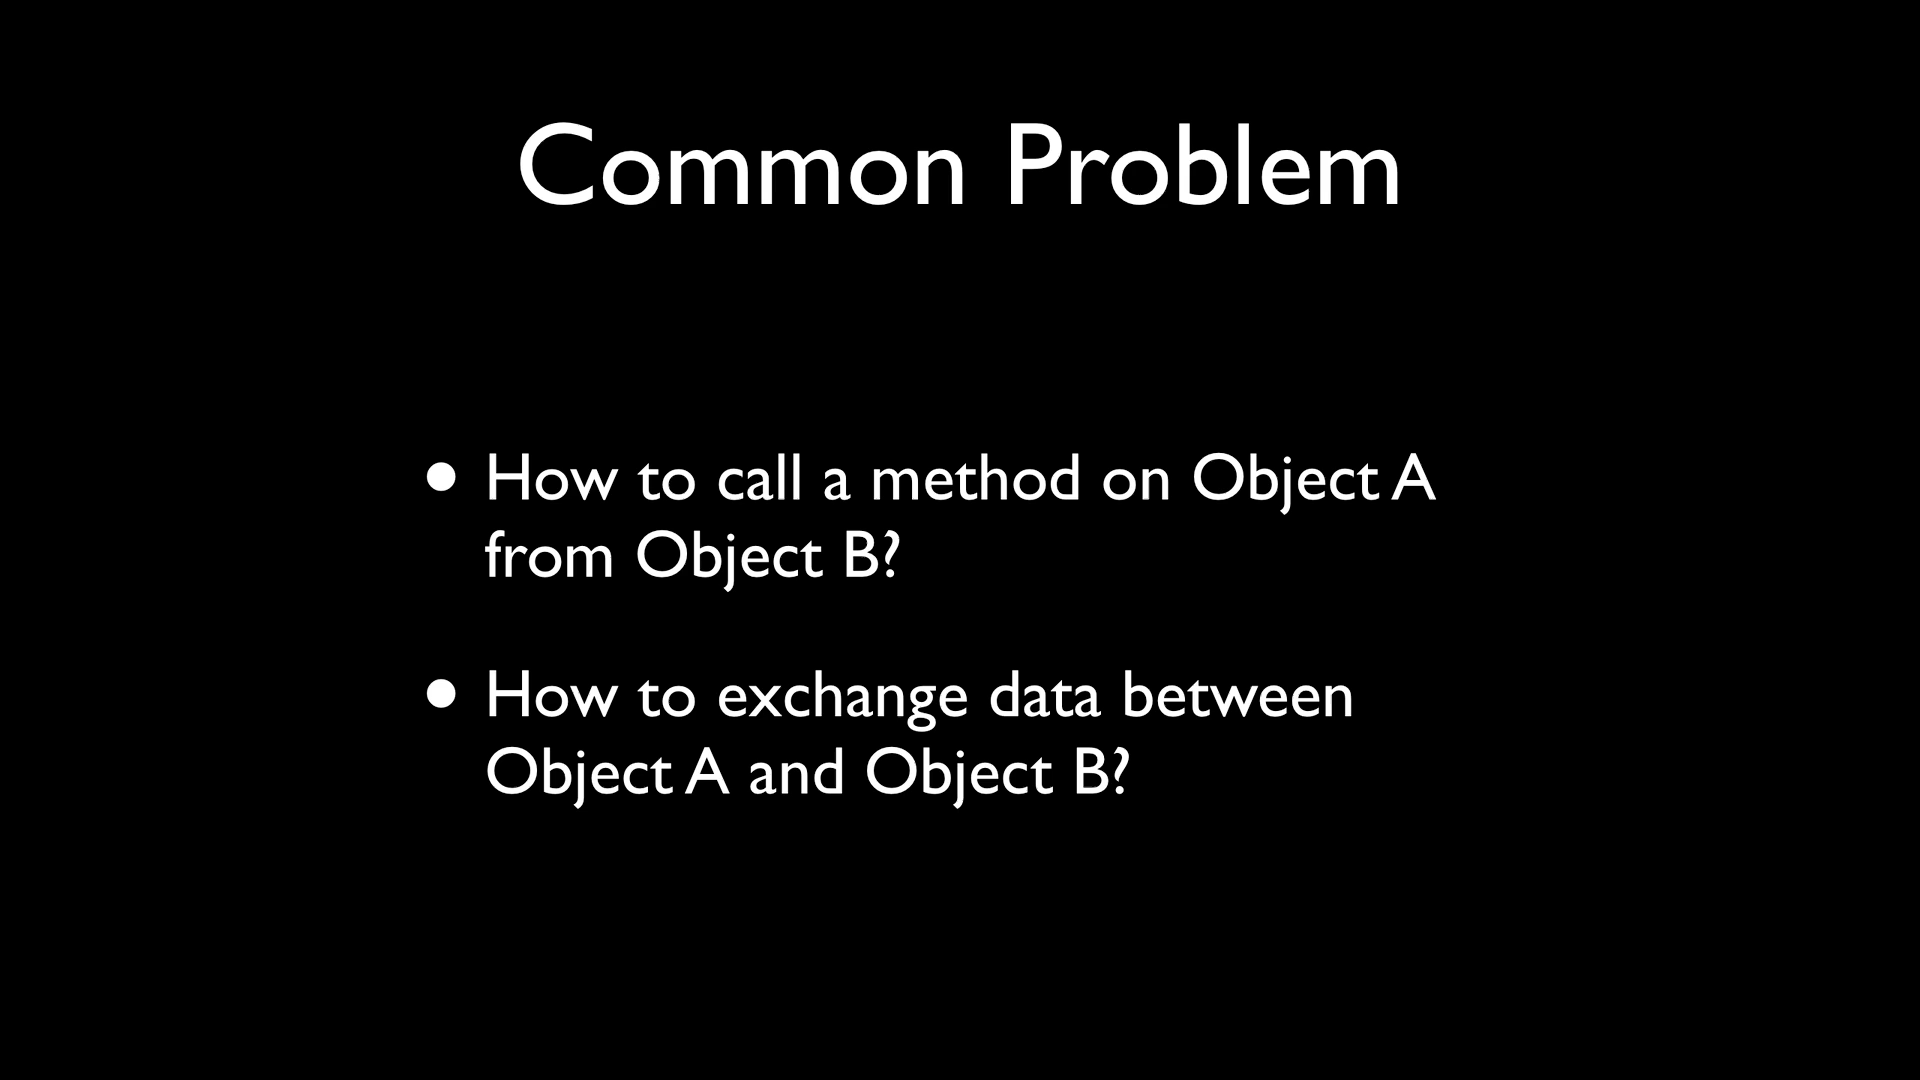 Common Problem
• How to call a method on Object A
from Object B?
• How to exchange data between
Object A and Object B?